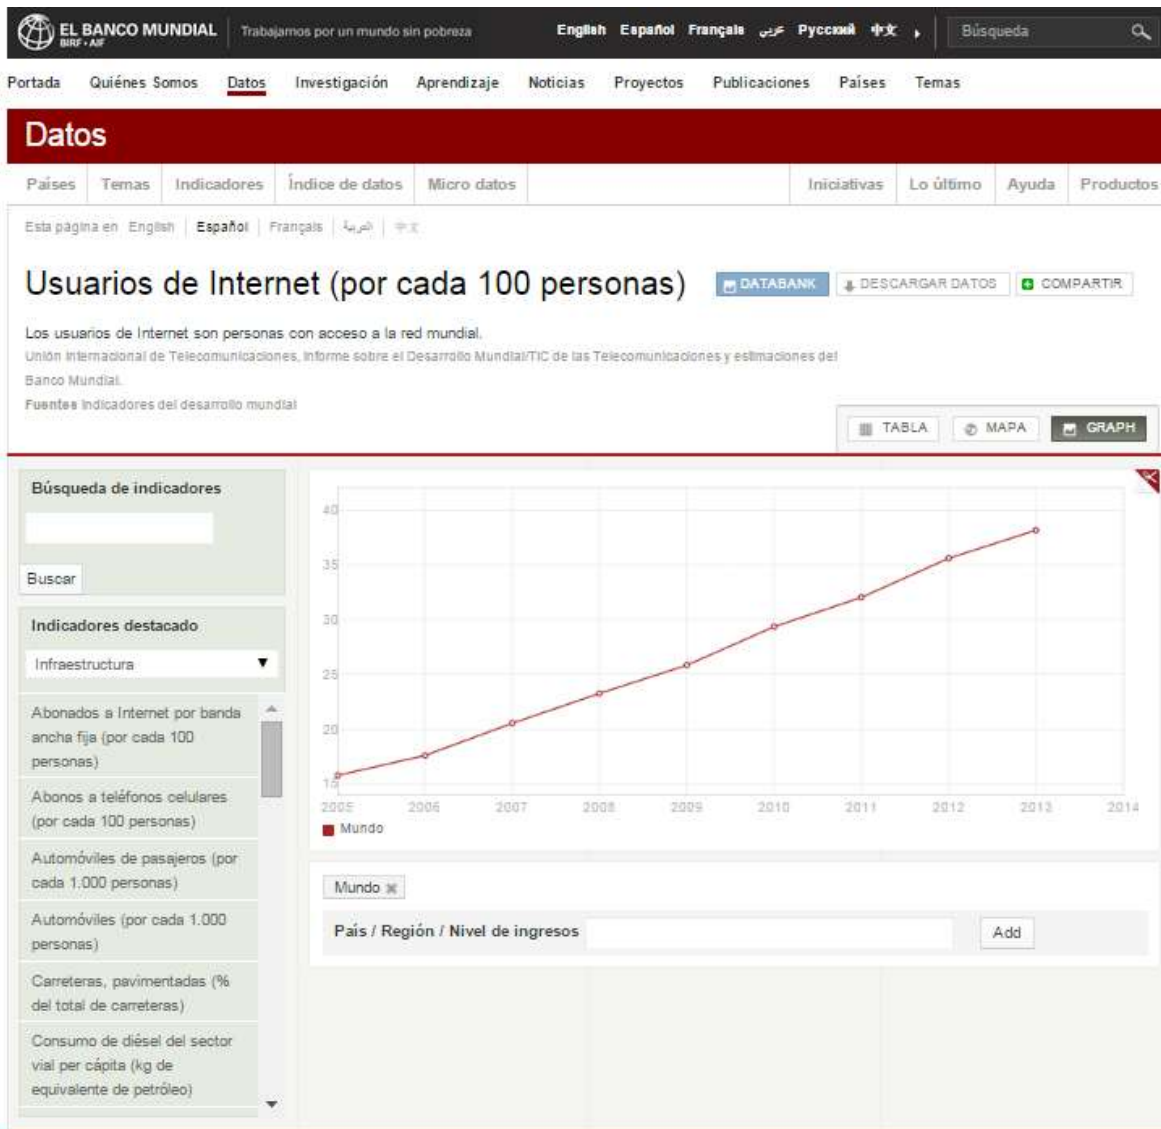 EL BANCO MUNDIAL
BIRF • AIF
Trabajamos por un mundo sin pobreza
English Español Français عربي Русский 中文
Búsqueda
Portada Quiénes Somos Datos Investigación Aprendizaje Noticias Proyectos Publicaciones Países Temas
Datos
Países Temas Indicadores Índice de datos Micro datos Iniciativas Lo último Ayuda Productos
Esta página en English Español Français العربية 中文
Usuarios de Internet (por cada 100 personas)
DATABANK DESCARGAR DATOS COMPARTIR
Los usuarios de Internet son personas con acceso a la red mundial.
Unión Internacional de Telecomunicaciones, Informe sobre el Desarrollo Mundial/TIC de las Telecomunicaciones y estimaciones del
Banco Mundial.
Fuentes Indicadores del desarrollo mundial
TABLA MAPA GRAPH
Búsqueda de indicadores
Buscar
Indicadores destacado
Infraestructura
Abonados a Internet por banda
ancha fija (por cada 100
personas)
Abonos a teléfonos celulares
(por cada 100 personas)
Automóviles de pasajeros (por
cada 1.000 personas)
Automóviles (por cada 1.000
personas)
Carreteras, pavimentadas (%
del total de carreteras)
Consumo de diésel del sector
vial per cápita (kg de
equivalente de petróleo)
40
35
30
25
20
15
2005 2006 2007 2008 2009 2010 2011 2012 2013 2014
Mundo
Mundo
País / Región / Nivel de ingresos
Add